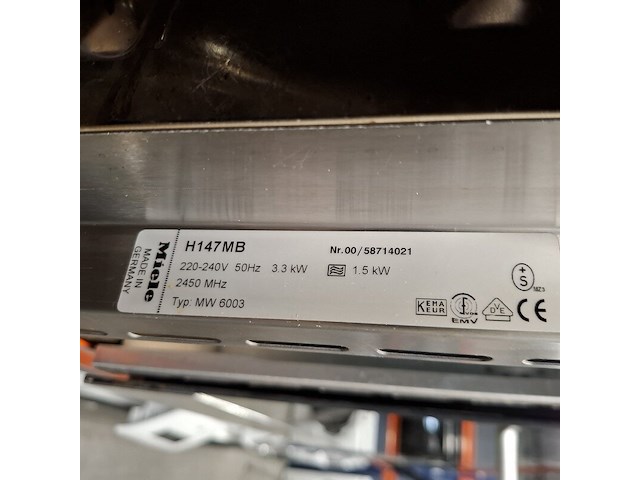 Miele
MADE IN
GERMANY
H147MB
Nr.00/58714021
220-240V 50Hz 3.3 kW 1.5 kW
2450 MHz
Typ: MW 6003
KEMA
KEUR
EMV
VDE
S
CE